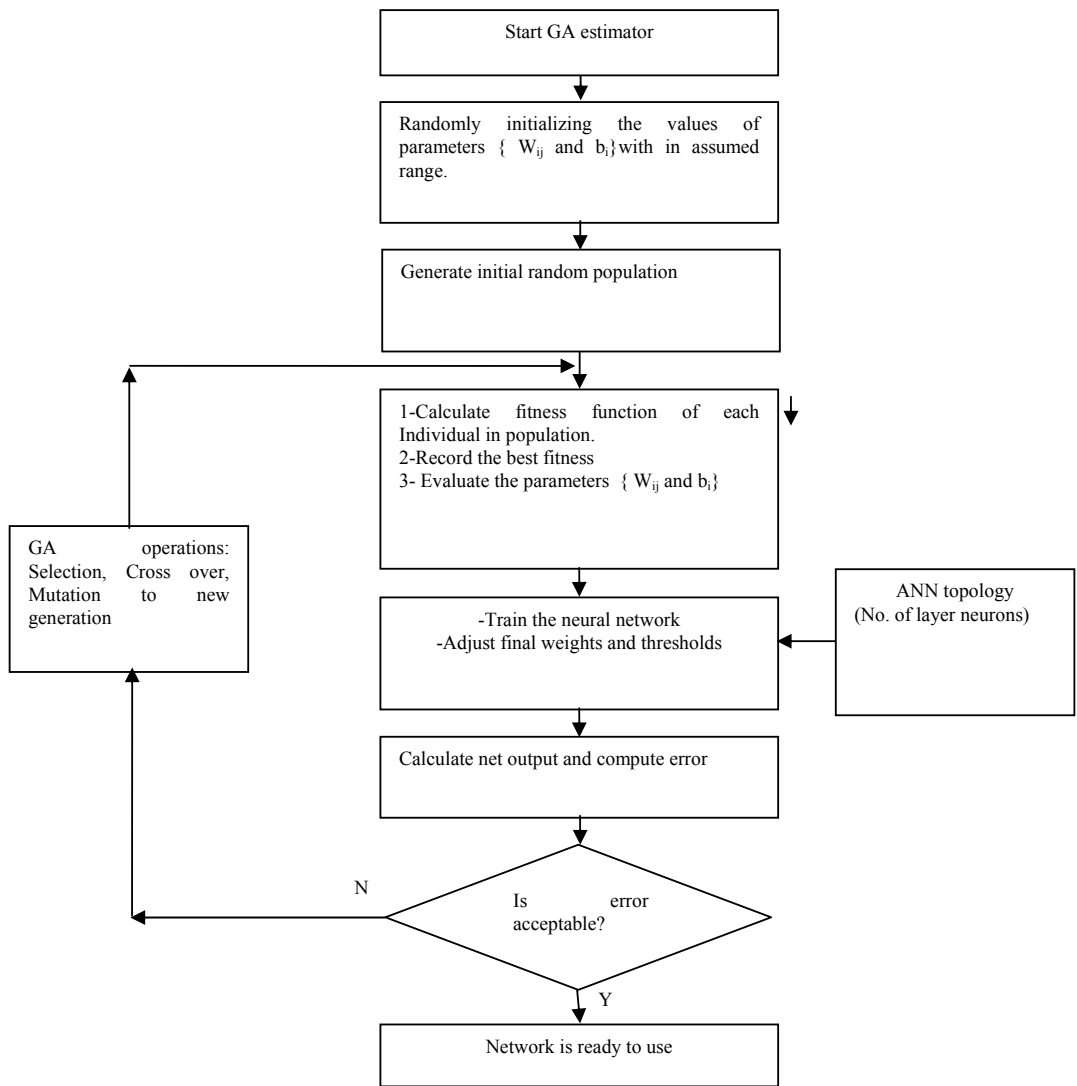 Start GA estimator
Randomly initializing the values of
parameters { Wij and bi}with in assumed
range.
Generate initial random population
1-Calculate fitness function of each
Individual in population.
2-Record the best fitness
3- Evaluate the parameters { Wij and bi}
GA operations:
Selection, Cross over,
Mutation to new
generation
-Train the neural network
-Adjust final weights and thresholds
ANN topology
(No. of layer neurons)
Calculate net output and compute error
N
Is error
acceptable?
Y
Network is ready to use